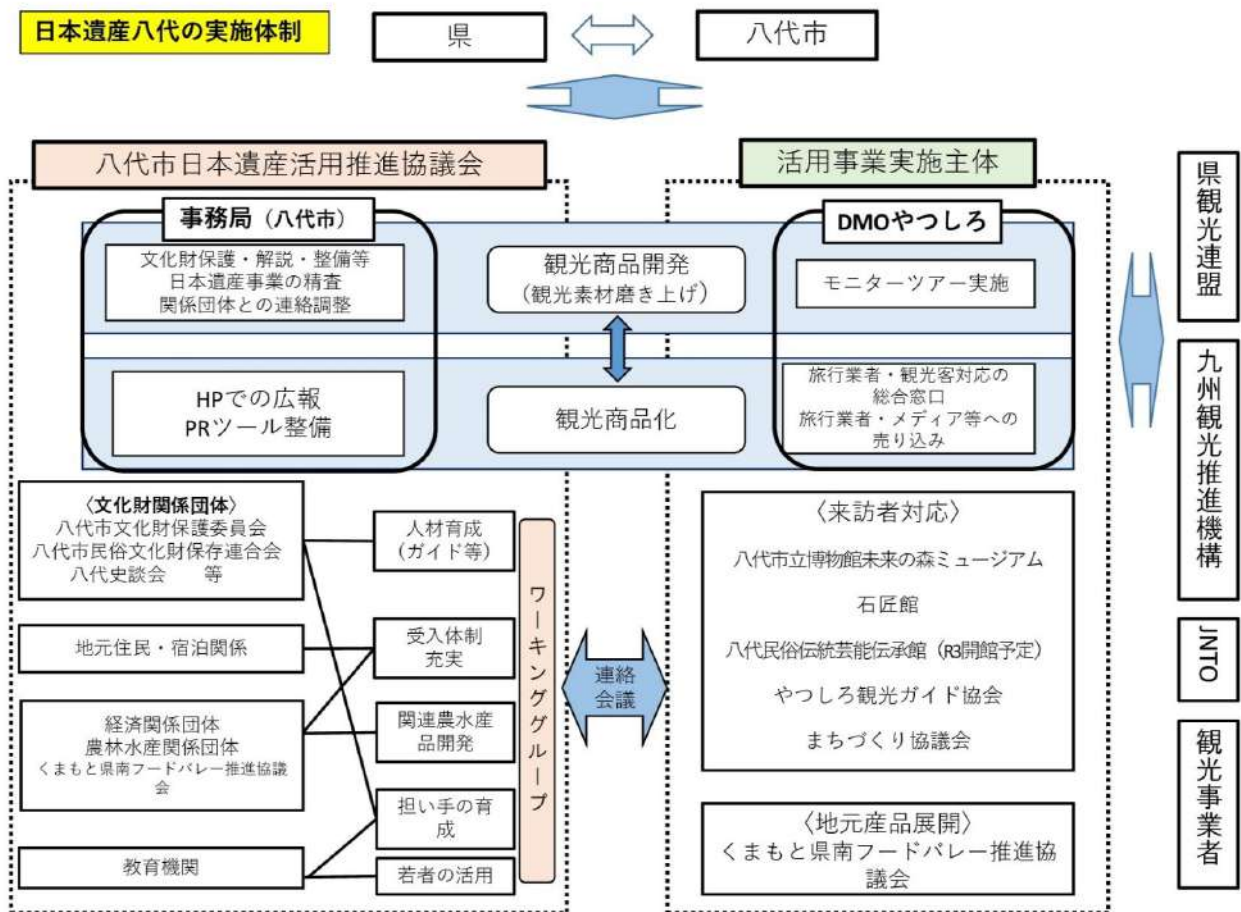 日本遺産八代の実施体制
県
八代市
八代市日本遺産活用推進協議会
活用事業実施主体
事務局（八代市）
文化財保護・解説・整備等
日本遺産事業の精査
関係団体との連絡調整
観光商品開発
（観光素材磨き上げ）
DMOやつしろ
モニターツアー実施
HPでの広報
PRツール整備
観光商品化
旅行業者・観光客対応の
総合窓口
旅行業者・メディア等への
売り込み
〈文化財関係団体〉
八代市文化財保護委員会
八代市民俗文化財保存連合会
八代史談会　　等
地元住民・宿泊関係
経済関係団体
農林水産関係団体
くまもと県南フードバレー推進協議
会
教育機関
人材育成
（ガイド等）
受入体制
充実
関連農水産
品開発
担い手の育
成
若者の活用
ワーキンググループ
連絡
会議
〈来訪者対応〉
八代市立博物館未来の森ミュージアム
石匠館
八代民俗伝統芸能伝承館（R3開館予定）
やつしろ観光ガイド協会
まちづくり協議会
〈地元産品展開〉
くまもと県南フードバレー推進協
議会
県観光連盟
九州観光推進機構
JNTO
観光事業者